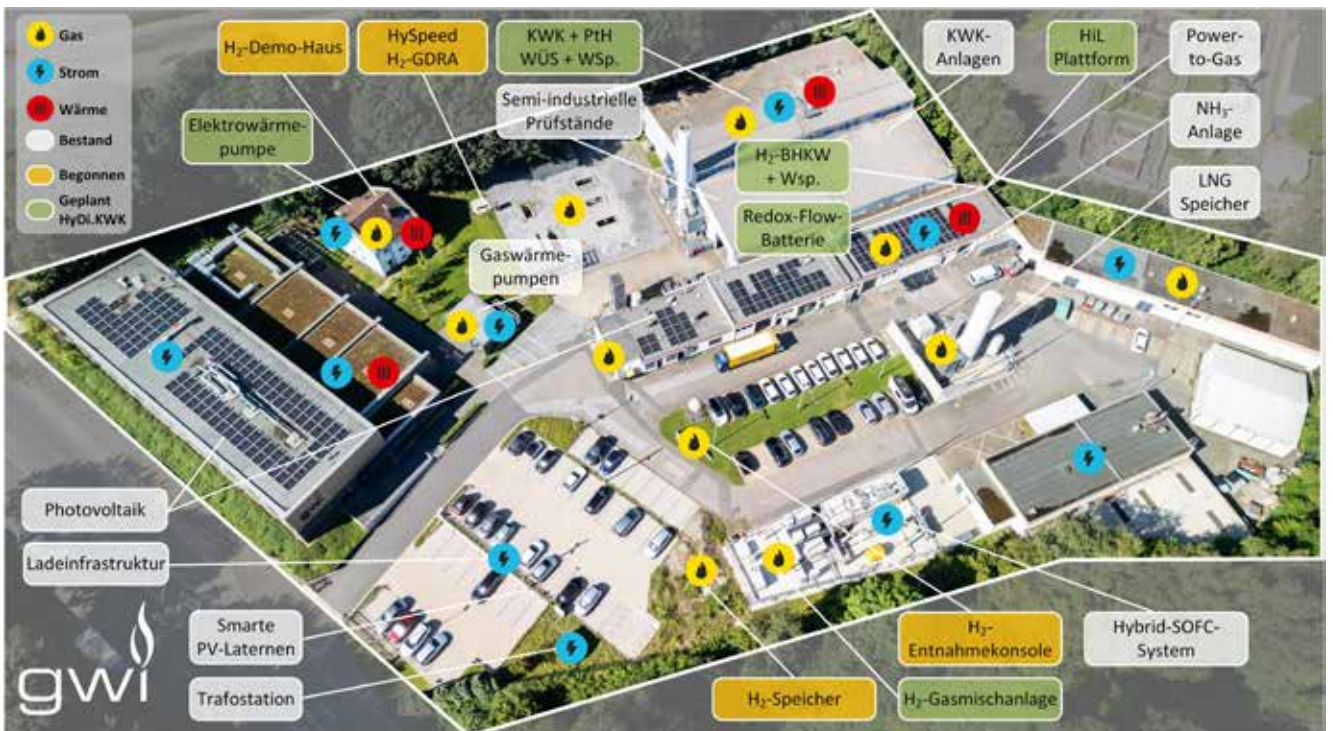 Gas
Strom
Wärme
Bestand
Begonnen
Geplant
HyDi.KWK
H₂-Demo-Haus
HySpeed
H₂-GDRA
KWK + PtH
WÜS + WSp.
KWK-
Anlagen
HiL
Plattform
Power-
to-Gas
Elektrowärme-
pumpe
Semi-industrielle
Prüfstände
NH₃-
Anlage
H₂-BHKW
+ Wsp.
LNG
Speicher
Redox-Flow-
Batterie
Gaswärme-
pumpen
Photovoltaik
Ladeinfrastruktur
Smarte
PV-Laternen
Trafostation
H₂-
Entnahmekonsole
Hybrid-SOFC-
System
H₂-Speicher
H₂-Gasmischanlage
gwi